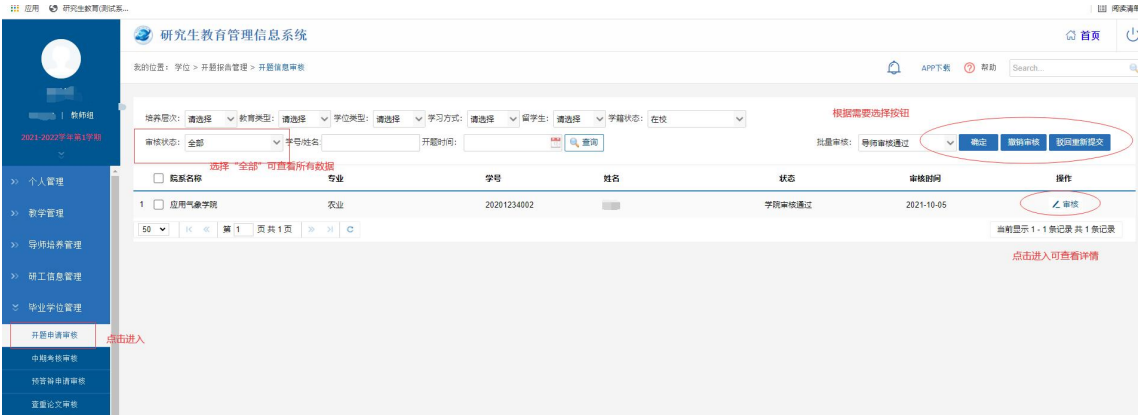 应用 研究生教育(测试系... 阅读清单
研究生教育管理信息系统 首页
我的位置： 学位 > 开题报告管理 > 开题信息审核 APP下载 帮助 Search...
教师组
2021-2022学年第1学期
根据需要选择按钮
培养层次: 请选择 教育类型: 请选择 学位类型: 请选择 学习方式: 请选择 留学生: 请选择 学籍状态: 在校
审核状态: 全部 学号/姓名: 开题时间: 查询 批量审核: 导师审核通过 确定 撤销审核 驳回重新提交
选择“全部”可查看所有数据
院系名称 专业 学号 姓名 状态 审核时间 操作
1 应用气象学院 农业 20201234002 学院审核通过 2021-10-05 审核
50 第 1 页共1页 当前显示 1 - 1 条记录 共 1 条记录
点击进入可查看详情
个人管理
教学管理
导师培养管理
研工信息管理
毕业学位管理
开题申请审核 点击进入
中期考核审核
预答辩申请审核
查重论文审核